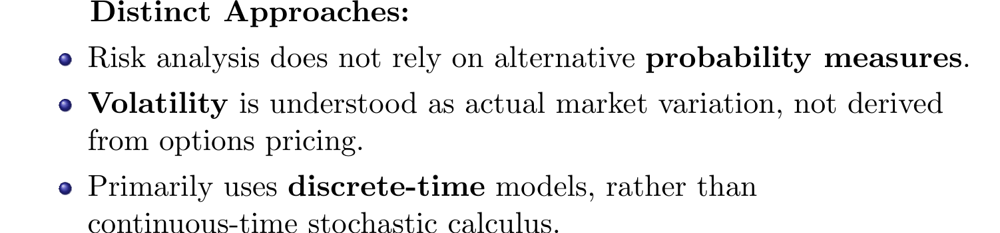 Distinct Approaches:
Risk analysis does not rely on alternative probability measures.
Volatility is understood as actual market variation, not derived
from options pricing.
Primarily uses discrete-time models, rather than
continuous-time stochastic calculus.